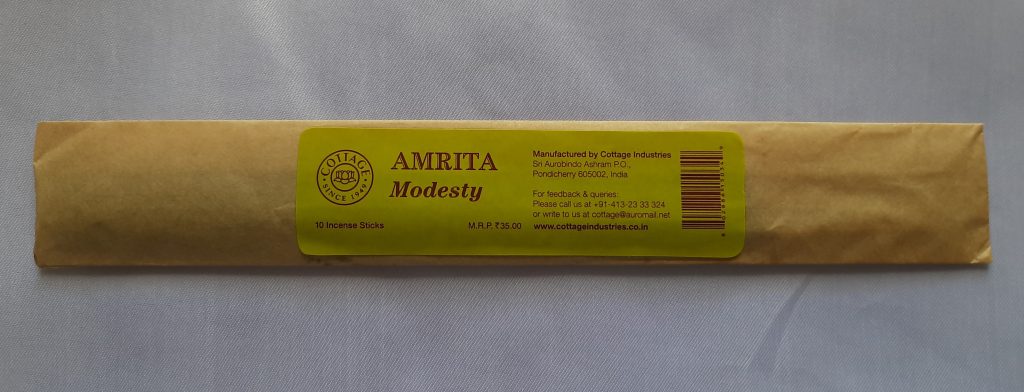 COTTAGE
SINCE 1949
AMRITA
Modesty
10 Incense Sticks
M.R.P. ₹35.00
Manufactured by Cottage Industries
Sri Aurobindo Ashram P.O.,
Pondicherry 605002, India
For feedback & queries:
Please call us at +91-413-23 33 324
or write to us at cottage@auromail.net
www.cottageindustries.co.in